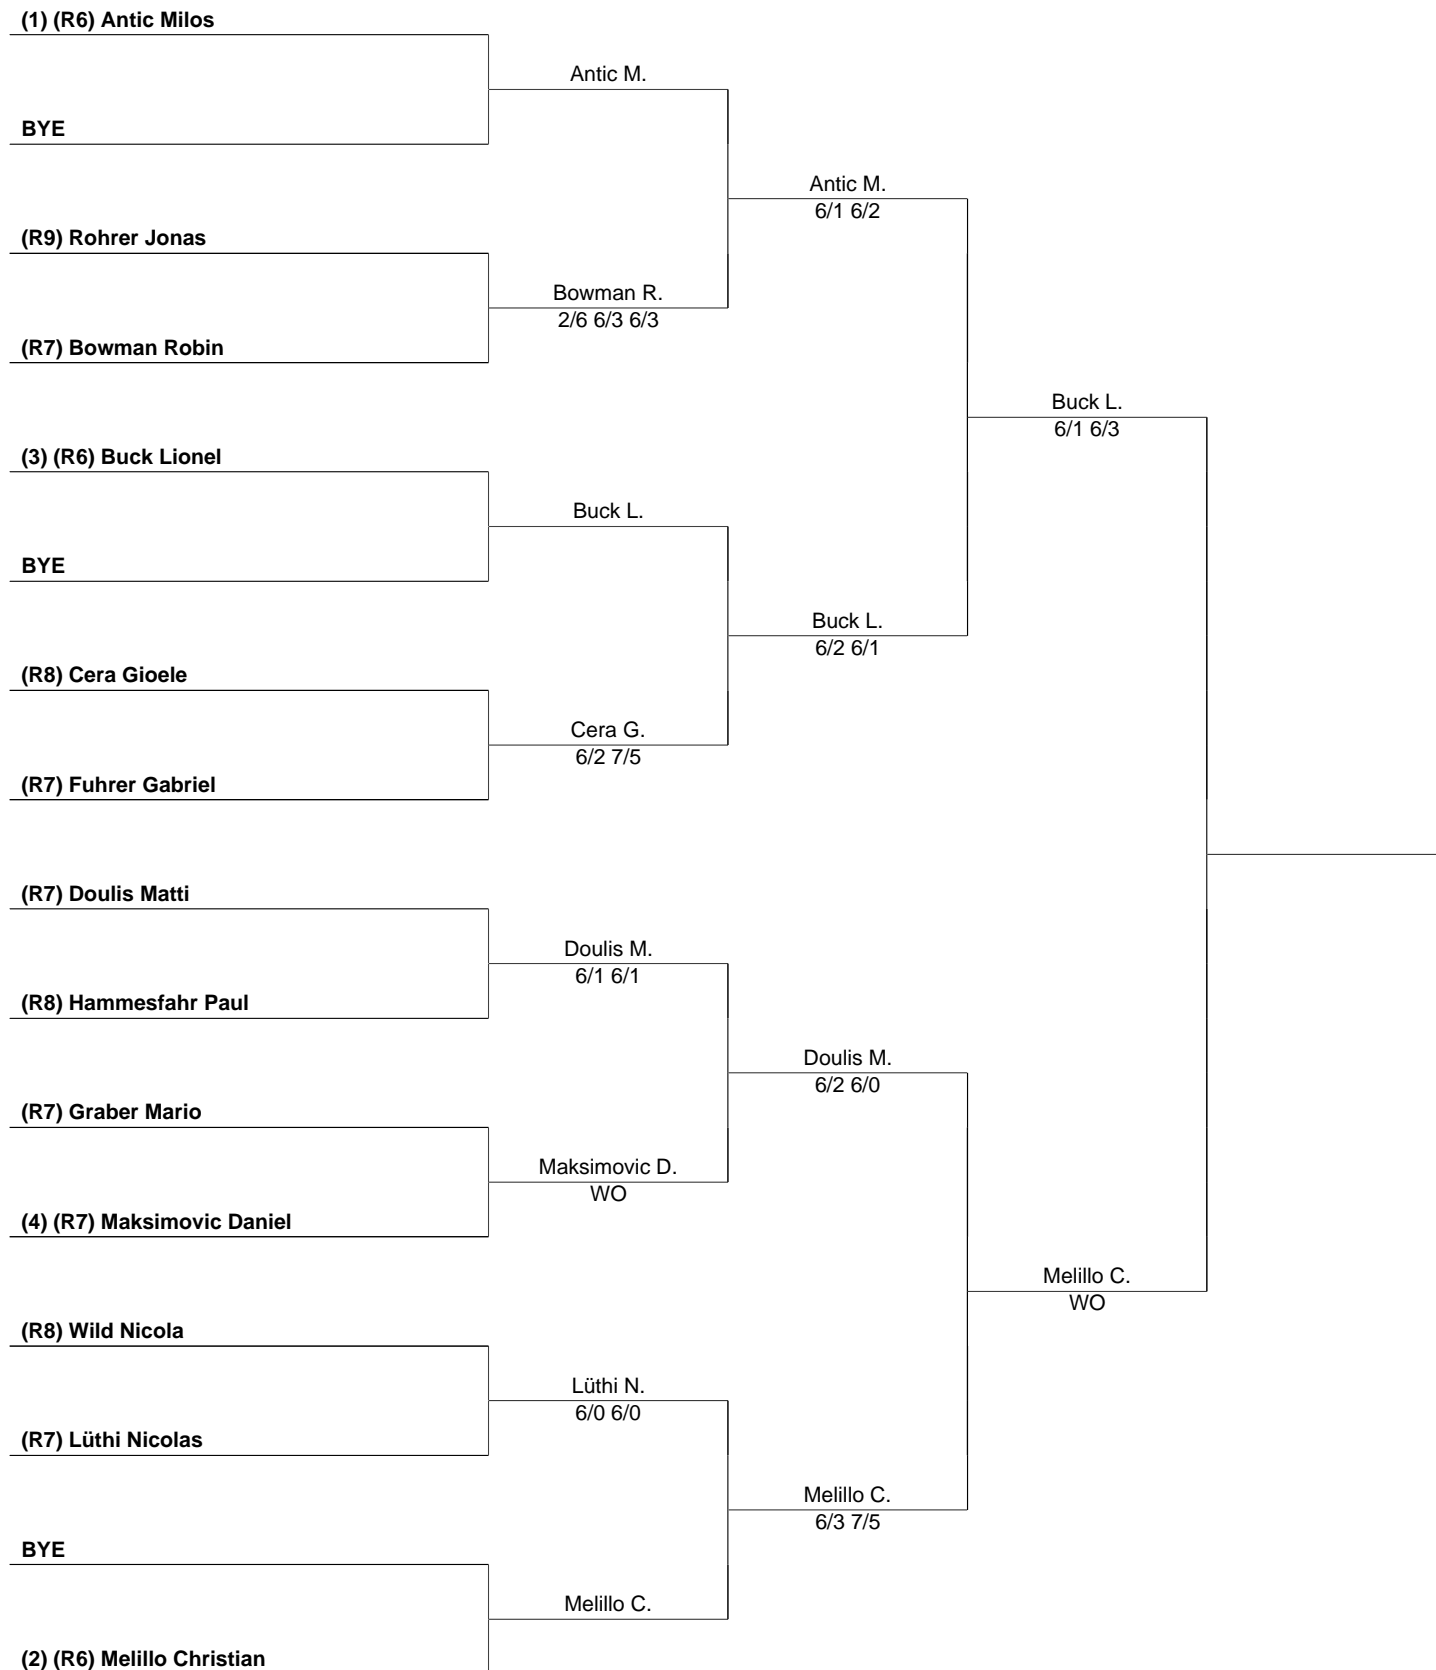 (1) (R6) Antic Milos
Antic M.
BYE
Antic M.
6/1 6/2
(R9) Rohrer Jonas
Bowman R.
2/6 6/3 6/3
(R7) Bowman Robin
Buck L.
6/1 6/3
(3) (R6) Buck Lionel
Buck L.
BYE
Buck L.
6/2 6/1
(R8) Cera Gioele
Cera G.
6/2 7/5
(R7) Fuhrer Gabriel
(R7) Doulis Matti
Doulis M.
6/1 6/1
(R8) Hammesfahr Paul
Doulis M.
6/2 6/0
(R7) Graber Mario
Maksimovic D.
WO
(4) (R7) Maksimovic Daniel
Melillo C.
WO
(R8) Wild Nicola
Lüthi N.
6/0 6/0
(R7) Lüthi Nicolas
Melillo C.
6/3 7/5
BYE
Melillo C.
(2) (R6) Melillo Christian